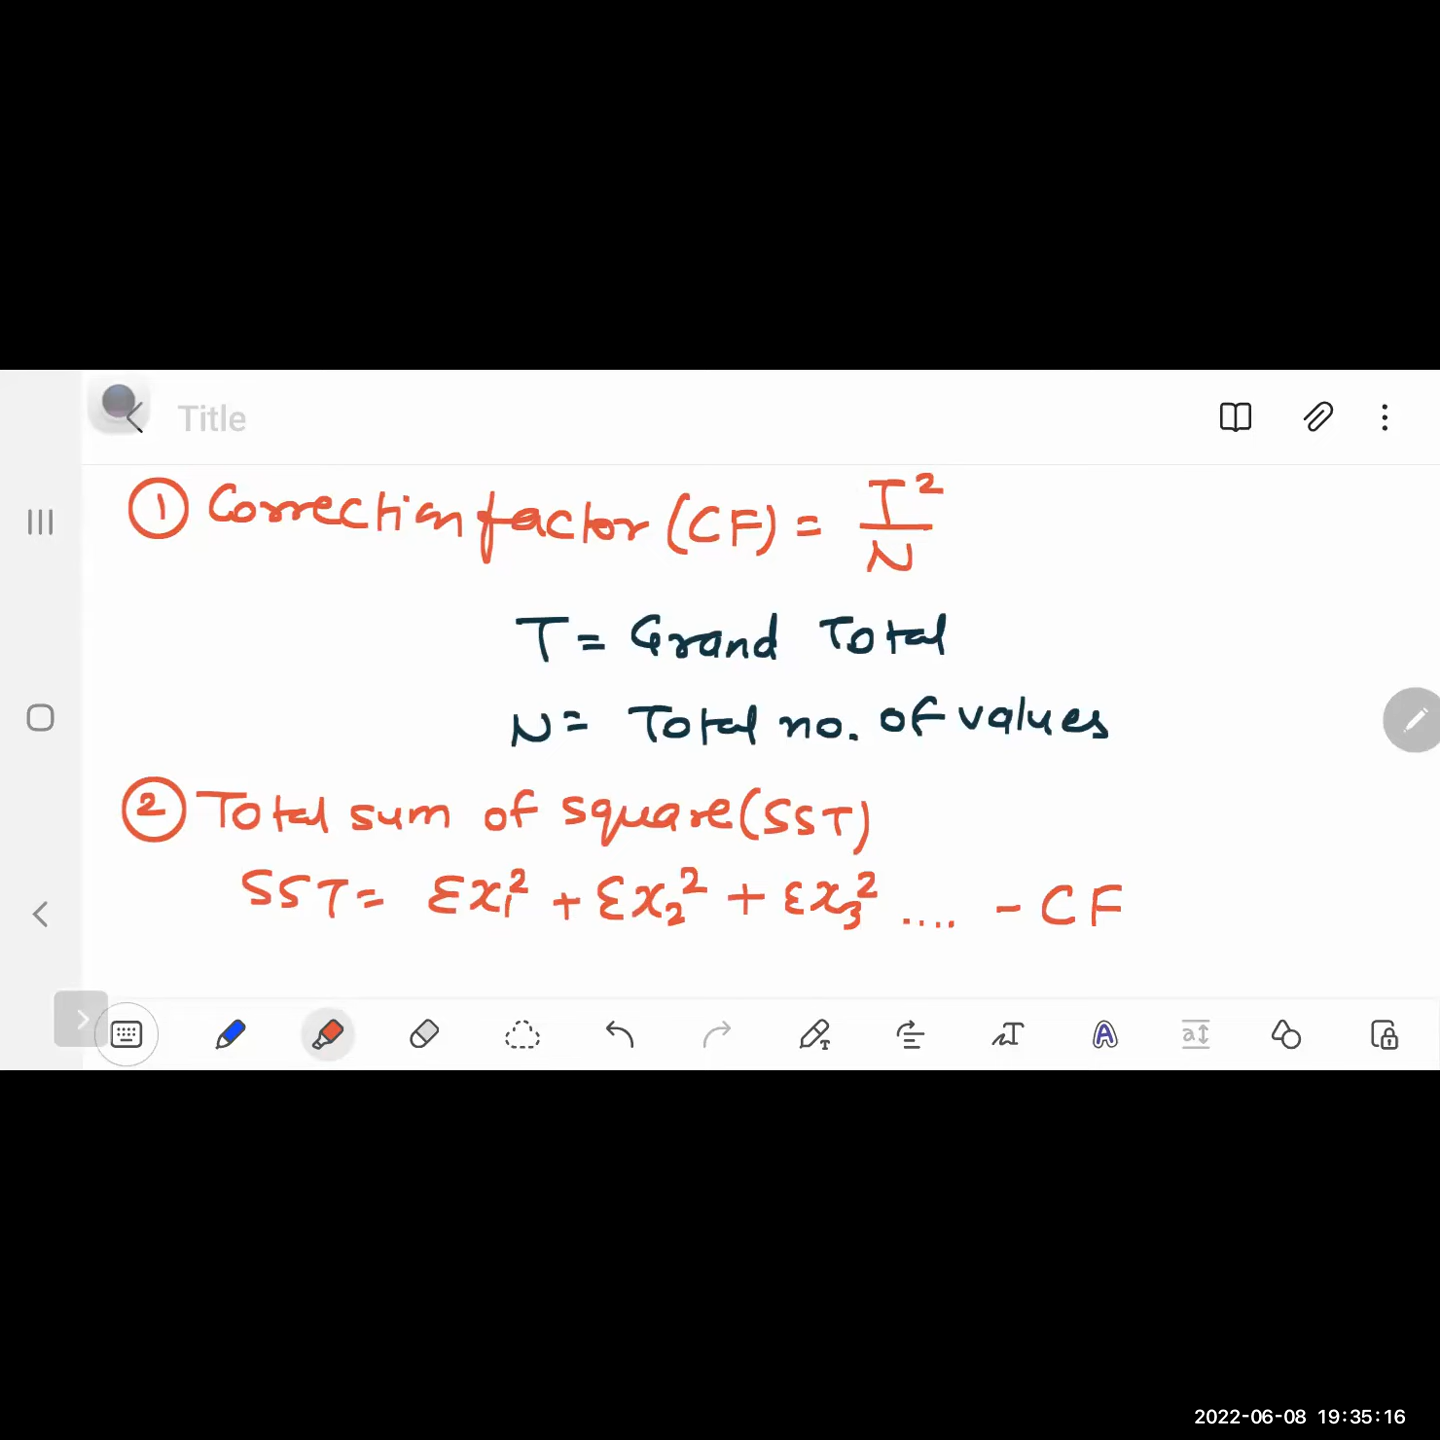 Title
① Correction factor (CF) = T²/N
T = Grand Total
N = Total no. of values
② Total sum of square (SST)
SST = Σx₁² + Σx₂² + Σx₃² .... - CF
2022-06-08 19:35:16